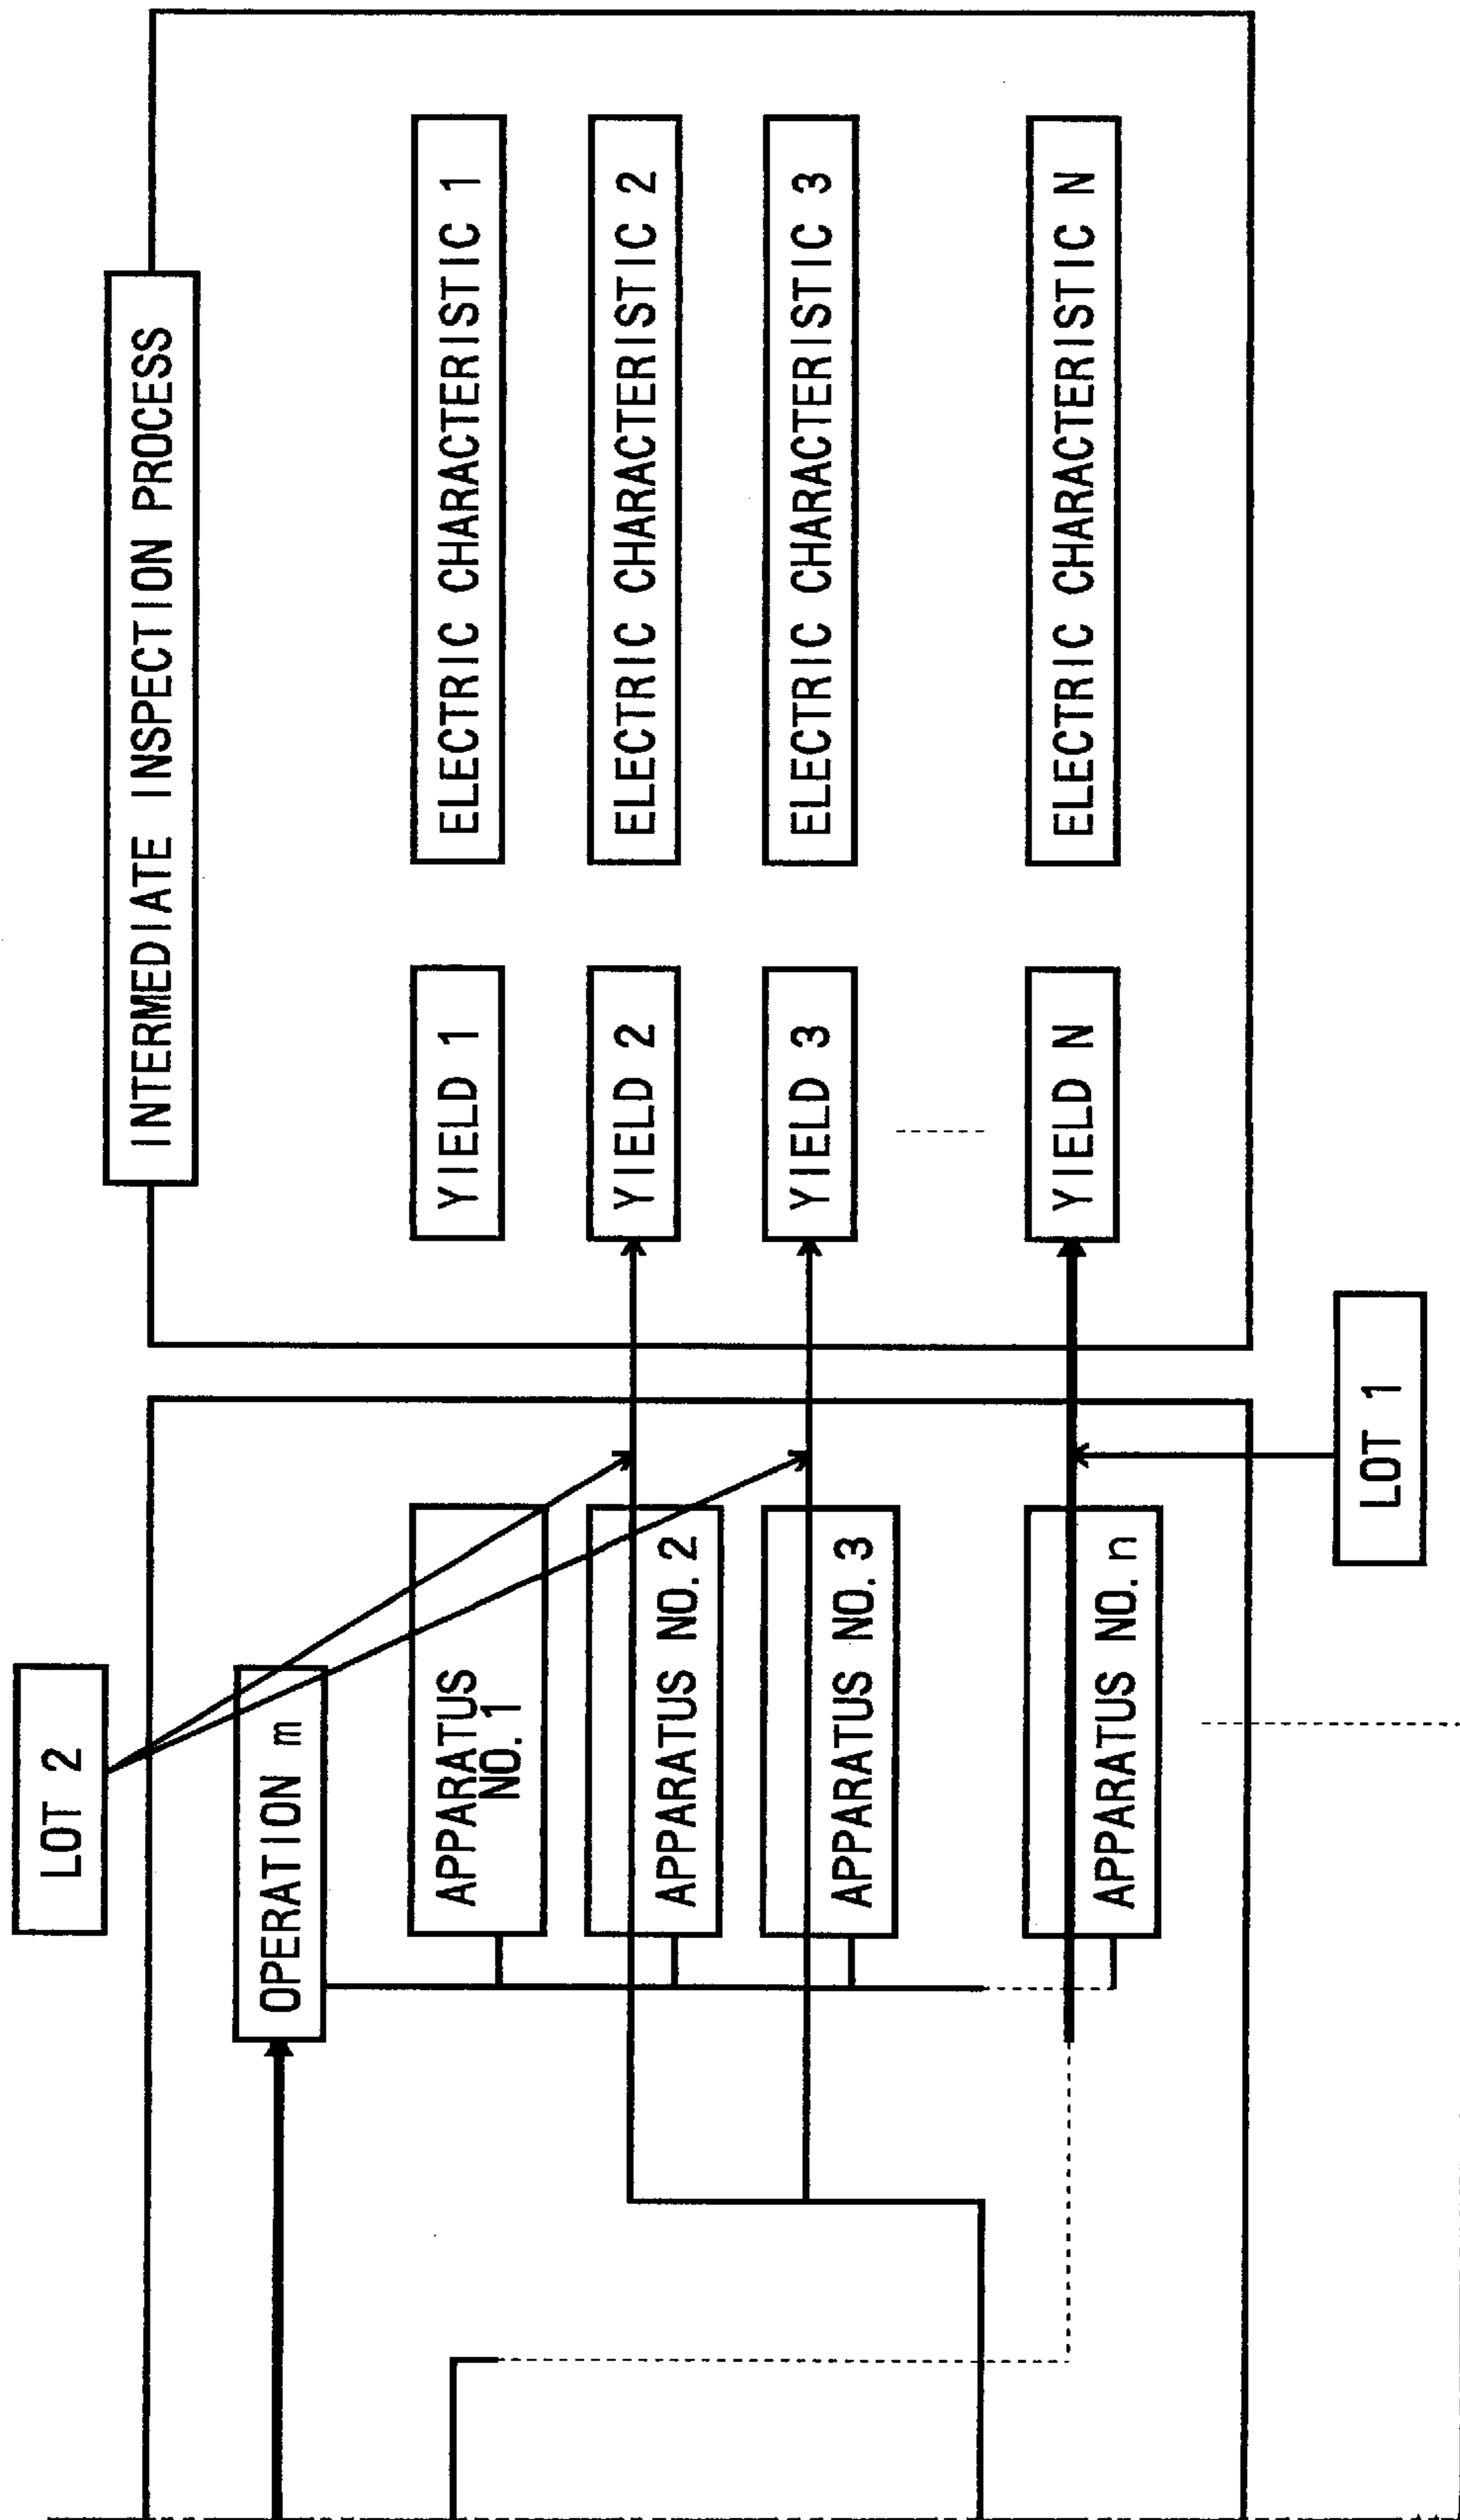 LOT 2
INTERMEDIATE INSPECTION PROCESS
OPERATION m
APPARATUS
NO. 1
YIELD 1
ELECTRIC CHARACTERISTIC 1
APPARATUS NO. 2
YIELD 2
ELECTRIC CHARACTERISTIC 2
APPARATUS NO. 3
YIELD 3
ELECTRIC CHARACTERISTIC 3
APPARATUS NO. n
YIELD N
ELECTRIC CHARACTERISTIC N
LOT 1